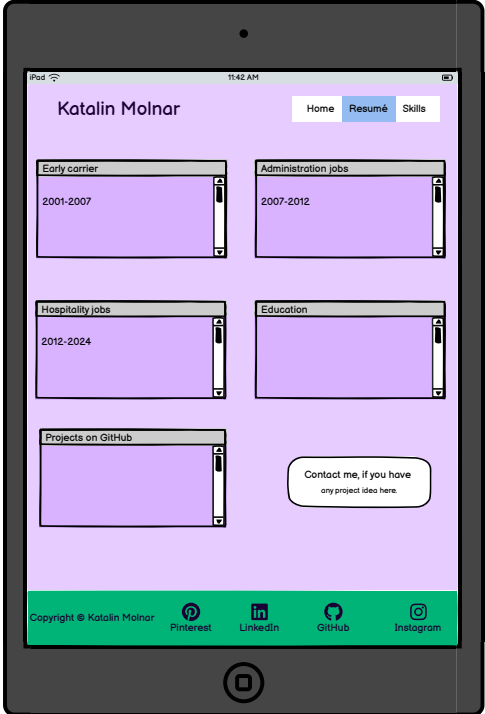 iPad 11:42 AM
Katalin Molnar
Home Resumé Skills
Early carrier
2001-2007
Administration jobs
2007-2012
Hospitality jobs
2012-2024
Education
Projects on GitHub
Contact me, if you have
any project idea here.
Copyright © Katalin Molnar
Pinterest
LinkedIn
GitHub
Instagram